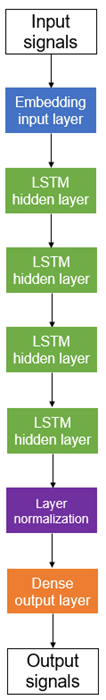 Input
signals
Embedding
input layer
LSTM
hidden layer
LSTM
hidden layer
LSTM
hidden layer
LSTM
hidden layer
Layer
normalization
Dense
output layer
Output
signals